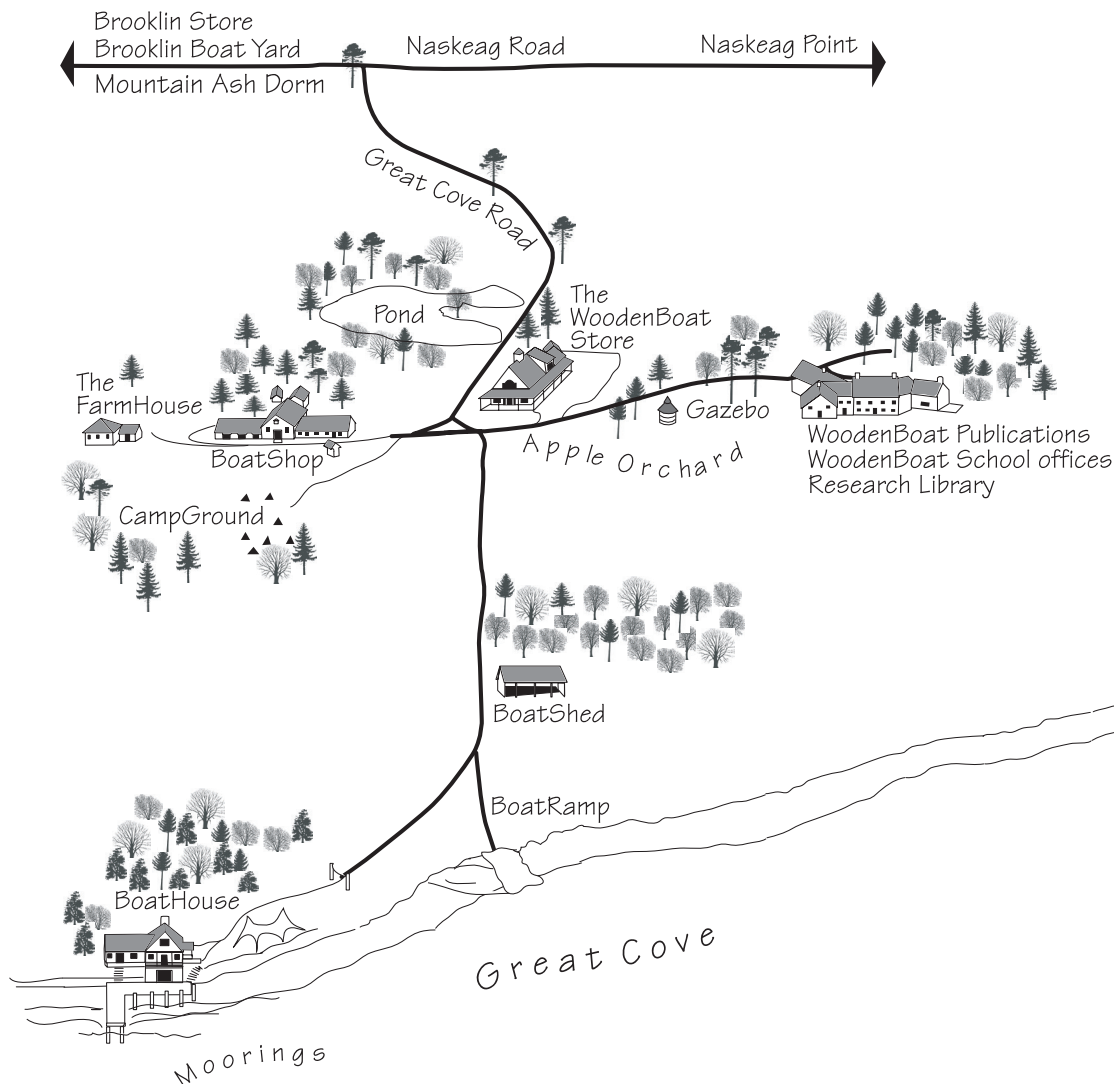 Brooklin Store
Brooklin Boat Yard
Naskeag Road
Naskeag Point
Mountain Ash Dorm
Great Cove Road
Pond
The
WoodenBoat
Store
The
FarmHouse
BoatShop
Gazebo
Apple Orchard
WoodenBoat Publications
WoodenBoat School offices
Research Library
CampGround
BoatShed
BoatRamp
BoatHouse
Great Cove
Moorings